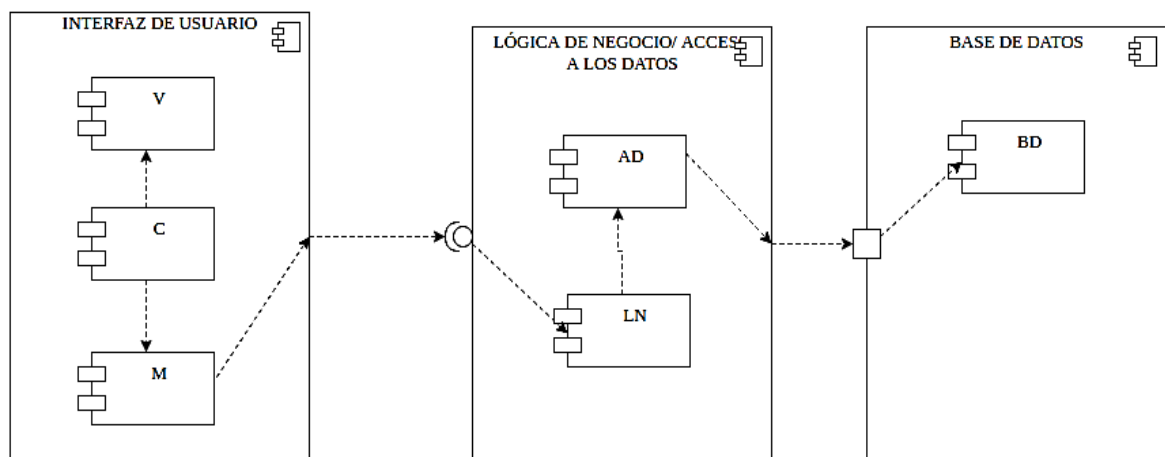 INTERFAZ DE USUARIO
V
C
M
LÓGICA DE NEGOCIO/ ACCES
A LOS DATOS
AD
LN
BASE DE DATOS
BD